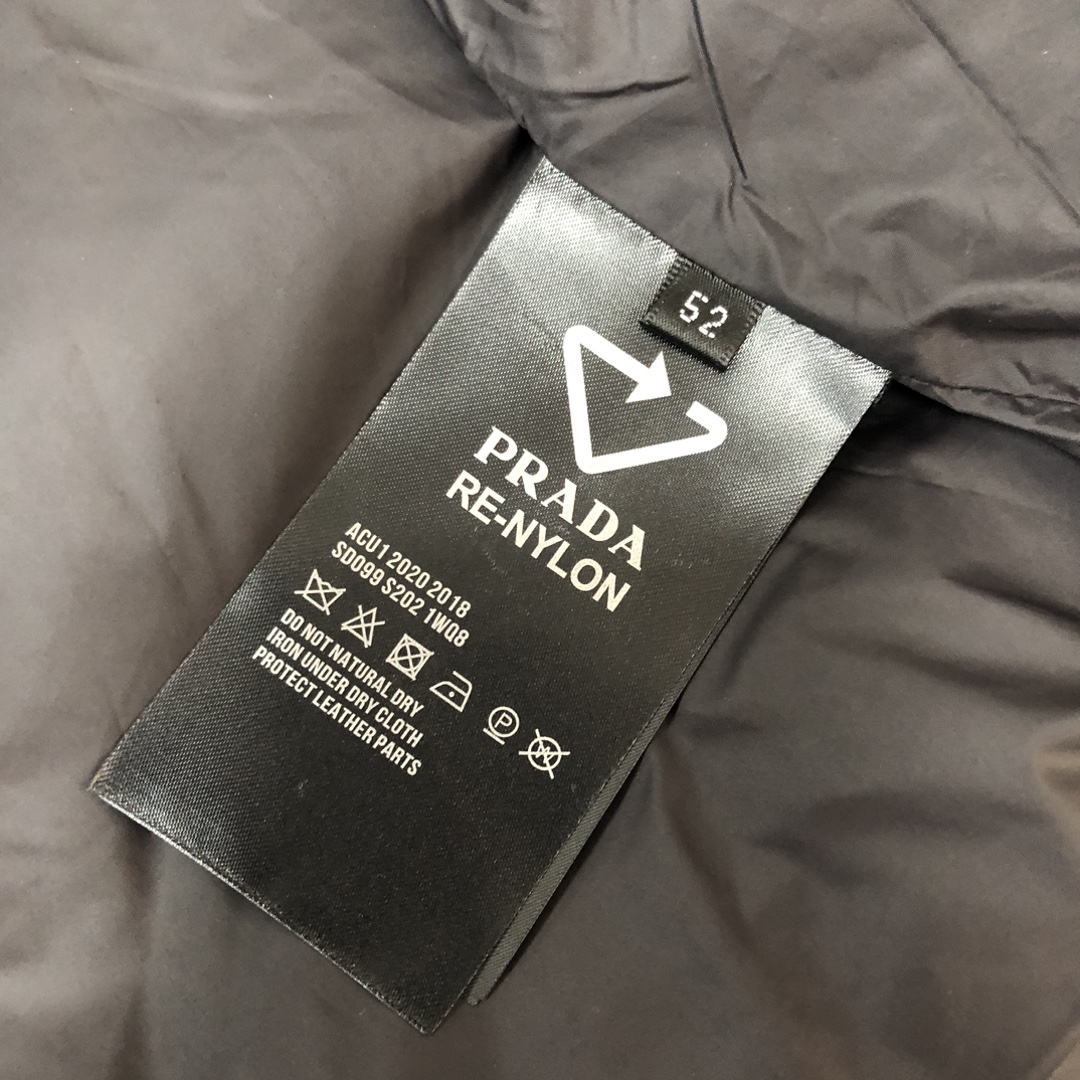 52
PRADA
RE-NYLON
ACU1 2020 2018
SD099 S202 1WQ8
DO NOT NATURAL DRY
IRON UNDER DRY CLOTH
PROTECT LEATHER PARTS
P
W